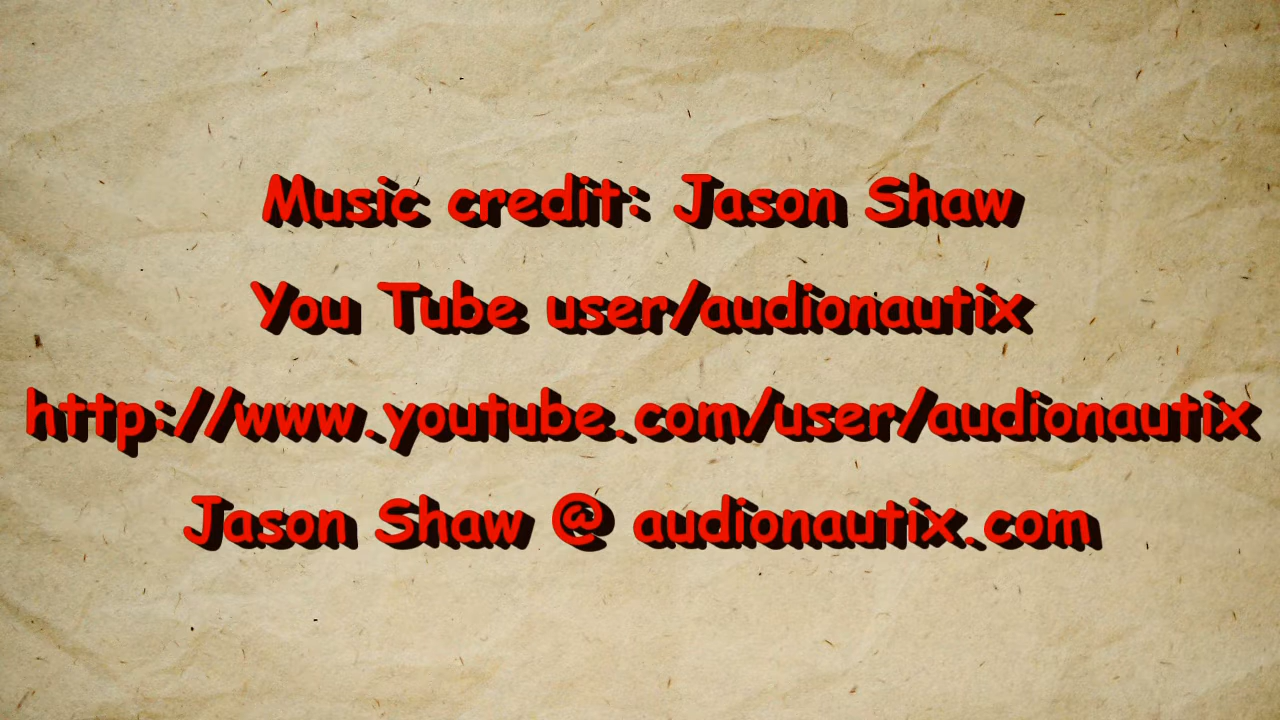 Music credit: Jason Shaw
You Tube user/audionautix
http://www.youtube.com/user/audionautix
Jason Shaw @ audionautix.com